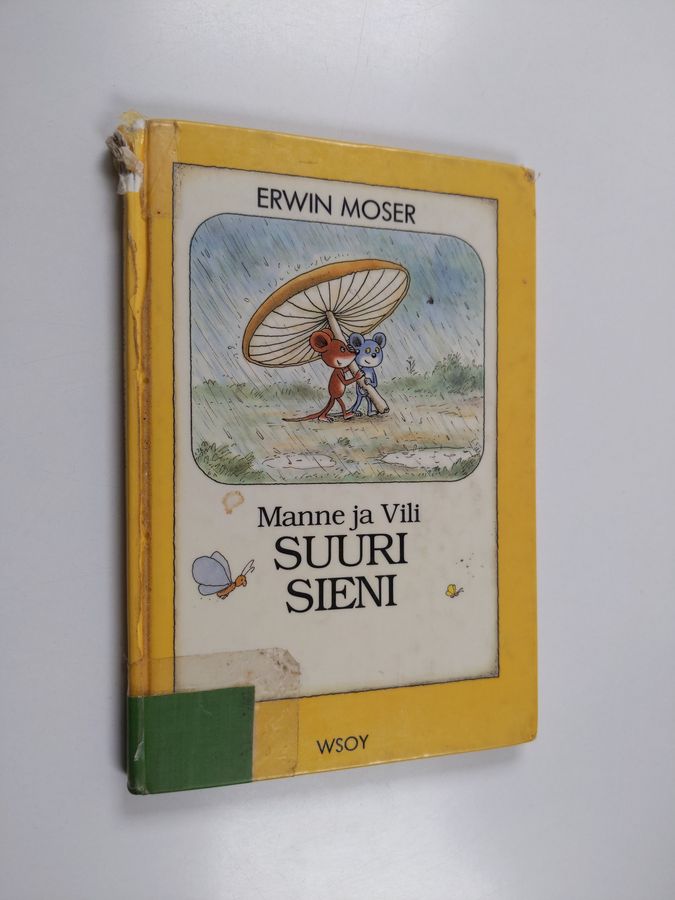 ERWIN MOSER
Manne ja Vili
SUURI
SIENI
WSOY